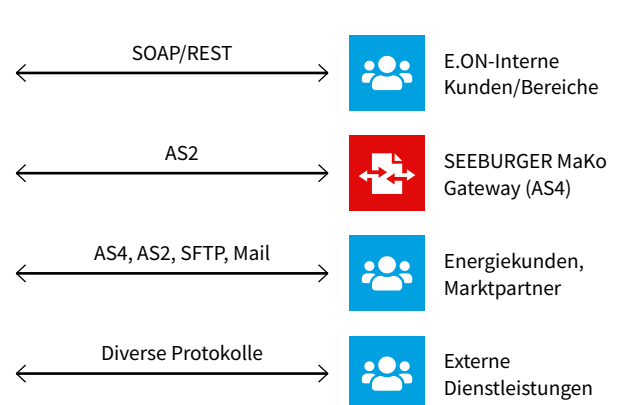 SOAP/REST
E.ON-Interne
Kunden/Bereiche
AS2
SEEBURGER MaKo
Gateway (AS4)
AS4, AS2, SFTP, Mail
Energiekunden,
Marktpartner
Diverse Protokolle
Externe
Dienstleistungen